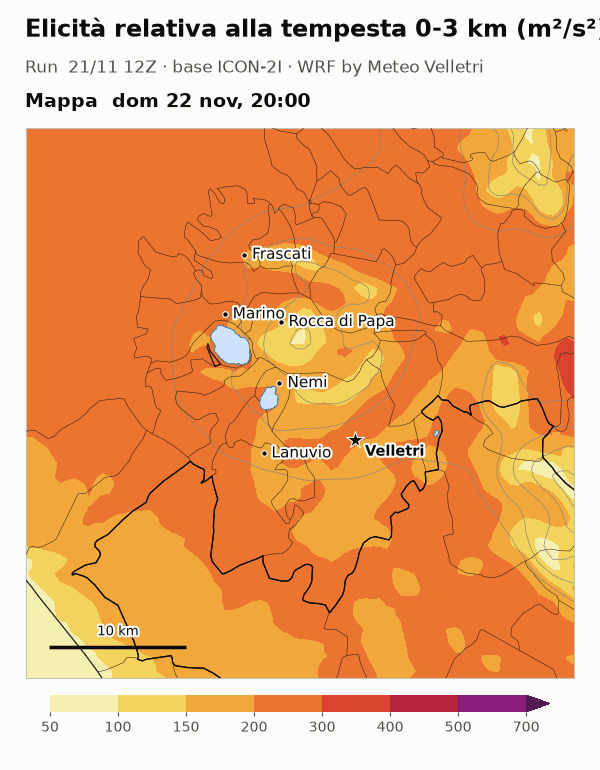 Elicità relativa alla tempesta 0-3 km (m²/s²)
Run  21/11 12Z · base ICON-2I · WRF by Meteo Velletri
Mappa  dom 22 nov, 20:00
Frascati
Marino
Rocca di Papa
Nemi
Velletri
Lanuvio
10 km
50 100 150 200 300 400 500 700